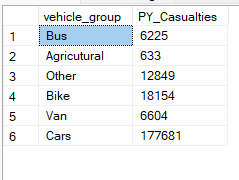 vehicle_group PY_Casualties
1 Bus 6225
2 Agricutural 633
3 Other 12849
4 Bike 18154
5 Van 6604
6 Cars 177681